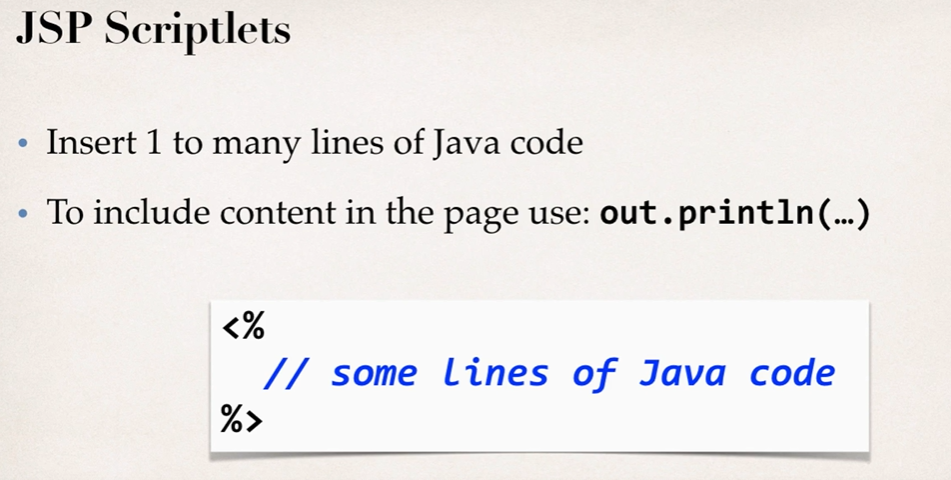 JSP Scriptlets
• Insert 1 to many lines of Java code
• To include content in the page use: out.println(…)
<%
// some lines of Java code
%>